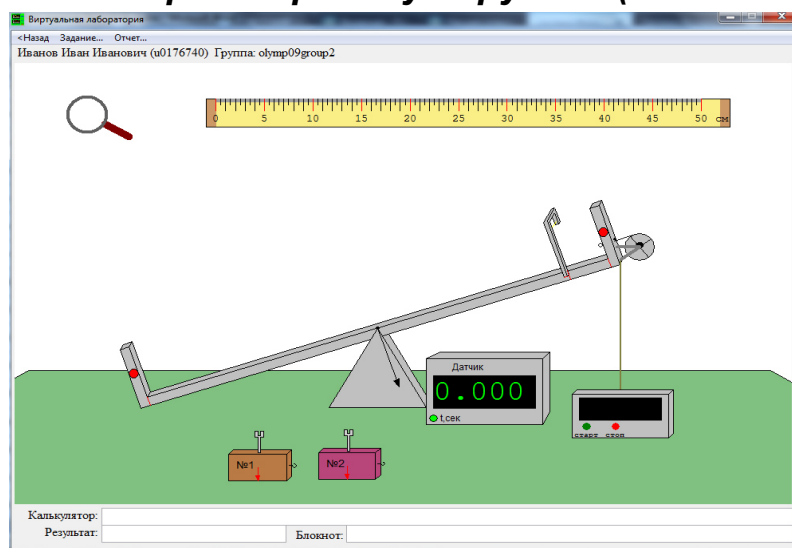 Виртуальная лаборатория
<Назад Задание... Отчет...
Иванов Иван Иванович (u0176740) Группа: olymp09group2
0 5 10 15 20 25 30 35 40 45 50 см
Датчик
0.000
t,сек
START STOP
№1 №2
Калькулятор:
Результат: Блокнот: